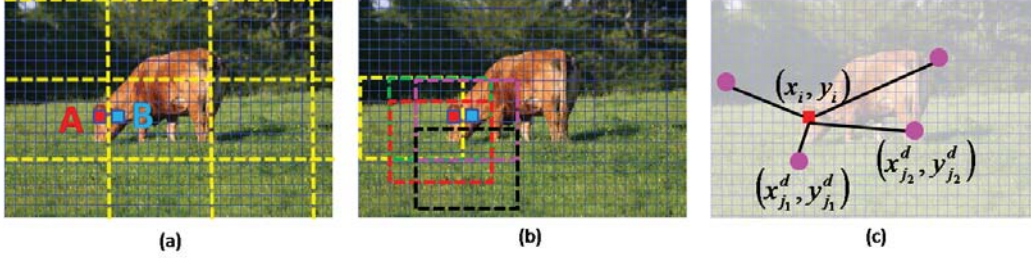 A B
(x_i, y_i)
(x^d_{j_1}, y^d_{j_1})
(x^d_{j_2}, y^d_{j_2})
(a)
(b)
(c)